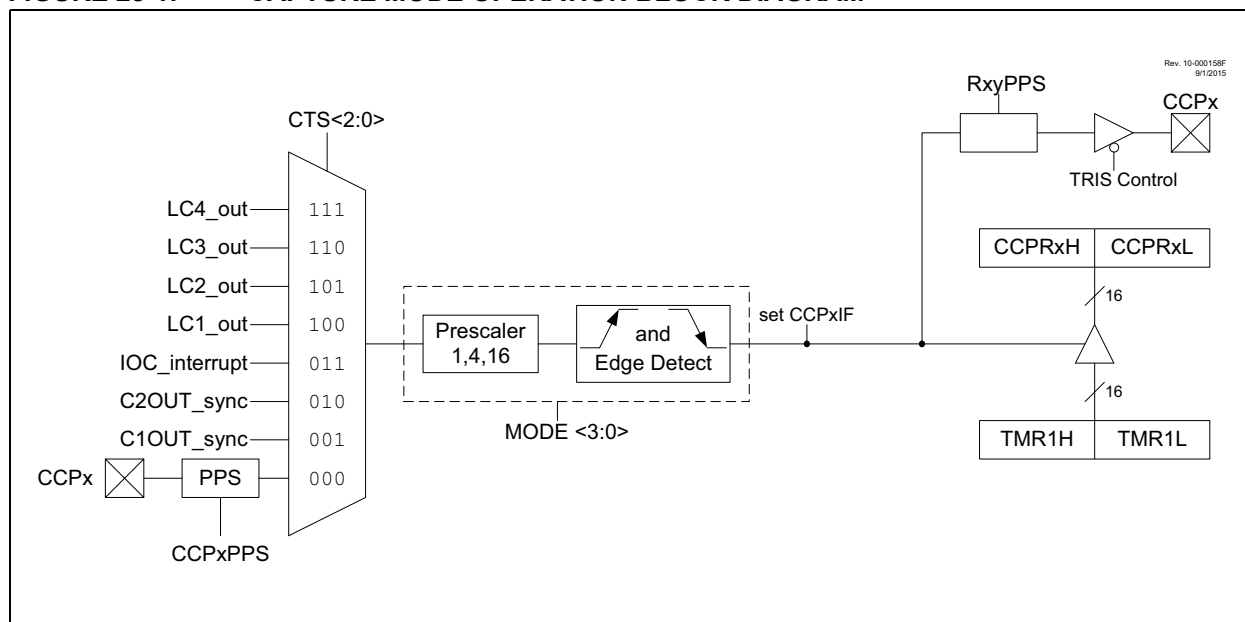 Rev. 10-000158F
9/1/2015
RxyPPS
CCPx
CTS<2:0>
TRIS Control
LC4_out
111
LC3_out
110
CCPRxH
CCPRxL
LC2_out
101
16
LC1_out
100
set CCPxIF
Prescaler
1,4,16
and
Edge Detect
IOC_interrupt
011
16
C2OUT_sync
010
MODE <3:0>
C1OUT_sync
001
TMR1H
TMR1L
CCPx
PPS
000
CCPxPPS